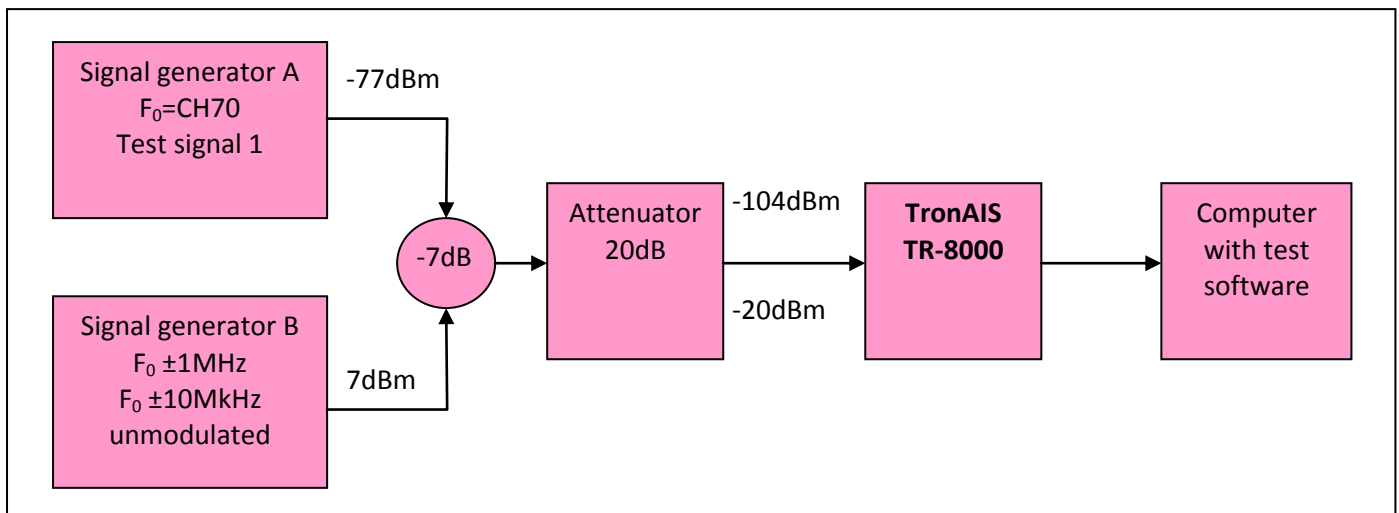 Signal generator A
F₀=CH70
Test signal 1
-77dBm
Signal generator B
F₀ ±1MHz
F₀ ±10MkHz
unmodulated
7dBm
-7dB
Attenuator
20dB
-104dBm
-20dBm
TronAIS
TR-8000
Computer
with test
software